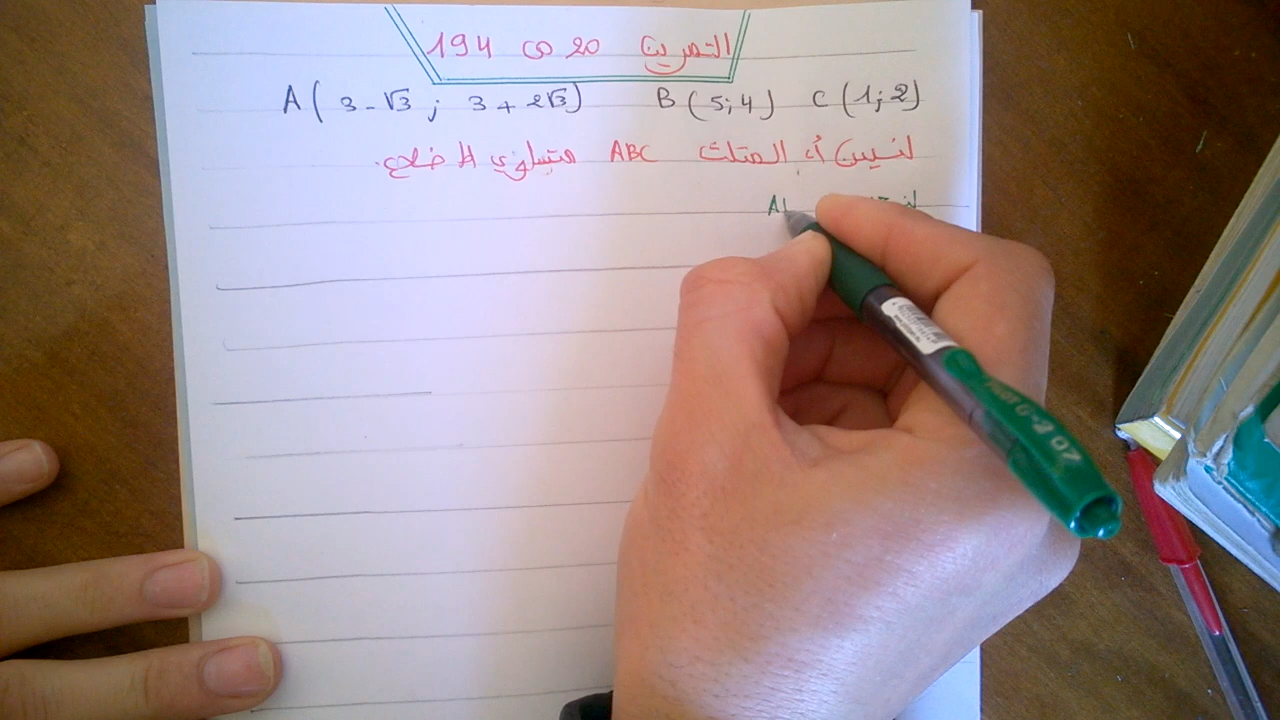 التمرين 20 ص 194
A ( 3 - √3 ; 3 + 2√3 ) B ( 5 ; 4 ) C ( 1 ; 2 )
لنبين أن المثلث ABC متساوي الأضلاع.